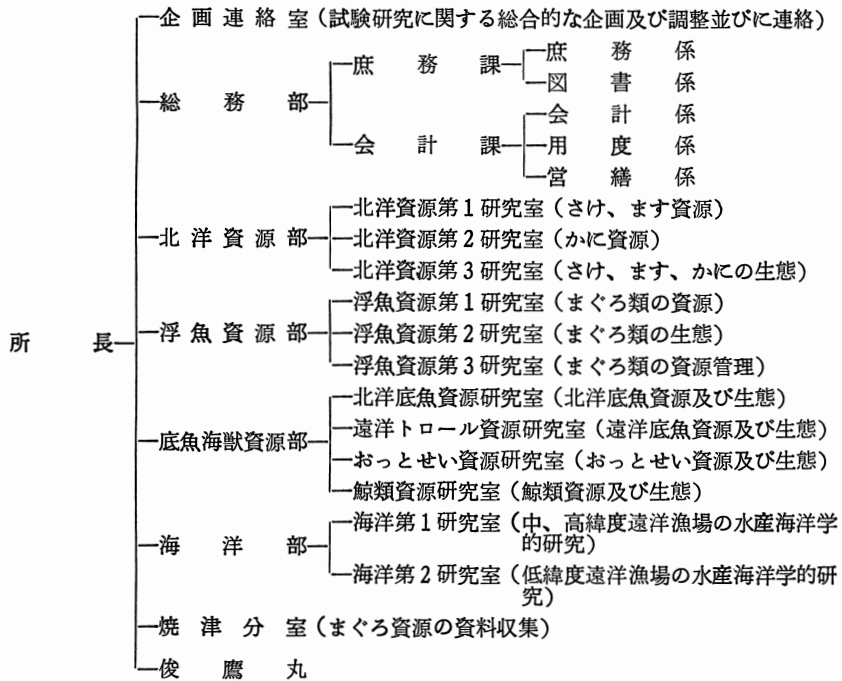 企画連絡室(試験研究に関する総合的な企画及び調整並びに連絡)
総務部
庶務課
庶務係
図書係
会計課
会計係
用度係
営繕係
北洋資源部
北洋資源第1研究室(さけ、ます資源)
北洋資源第2研究室(かに資源)
北洋資源第3研究室(さけ、ます、かにの生態)
所長
浮魚資源部
浮魚資源第1研究室(まぐろ類の資源)
浮魚資源第2研究室(まぐろ類の生態)
浮魚資源第3研究室(まぐろ類の資源管理)
底魚海獣資源部
北洋底魚資源研究室(北洋底魚資源及び生態)
遠洋トロール資源研究室(遠洋底魚資源及び生態)
おっとせい資源研究室(おっとせい資源及び生態)
鯨類資源研究室(鯨類資源及び生態)
海洋部
海洋第1研究室(中、高緯度遠洋漁場の水産海洋学
的研究)
海洋第2研究室(低緯度遠洋漁場の水産海洋学的研
究)
焼津分室(まぐろ資源の資料収集)
俊鷹丸